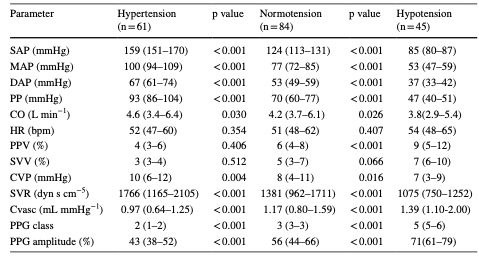 Parameter Hypertension (n=61) p value Normotension (n=84) p value Hypotension (n=45)
SAP (mmHg) 159 (151–170) <0.001 124 (113–131) <0.001 85 (80–87)
MAP (mmHg) 100 (94–109) <0.001 77 (72–85) <0.001 53 (47–59)
DAP (mmHg) 67 (61–74) <0.001 53 (49–59) <0.001 37 (33–42)
PP (mmHg) 93 (86–104) <0.001 70 (60–77) <0.001 47 (40–51)
CO (L min⁻¹) 4.6 (3.4–6.4) 0.030 4.2 (3.7–6.1) 0.026 3.8(2.9–5.4)
HR (bpm) 52 (47–60) 0.354 51 (48–62) 0.407 54 (48–65)
PPV (%) 4 (3–6) 0.406 6 (4–8) <0.001 9 (5–12)
SVV (%) 3 (3–4) 0.512 5 (3–7) 0.066 7 (6–10)
CVP (mmHg) 10 (6–12) 0.004 8 (4–11) 0.016 7 (3–9)
SVR (dyn s cm⁻⁵) 1766 (1165–2105) <0.001 1381 (962–1711) <0.001 1075 (750–1252)
Cvasc (mL mmHg⁻¹) 0.97 (0.64–1.25) <0.001 1.17 (0.80–1.59) <0.001 1.39 (1.10-2.00)
PPG class 2 (1–2) <0.001 3 (3–3) <0.001 5 (5–6)
PPG amplitude (%) 43 (38–52) <0.001 56 (44–66) <0.001 71(61–79)